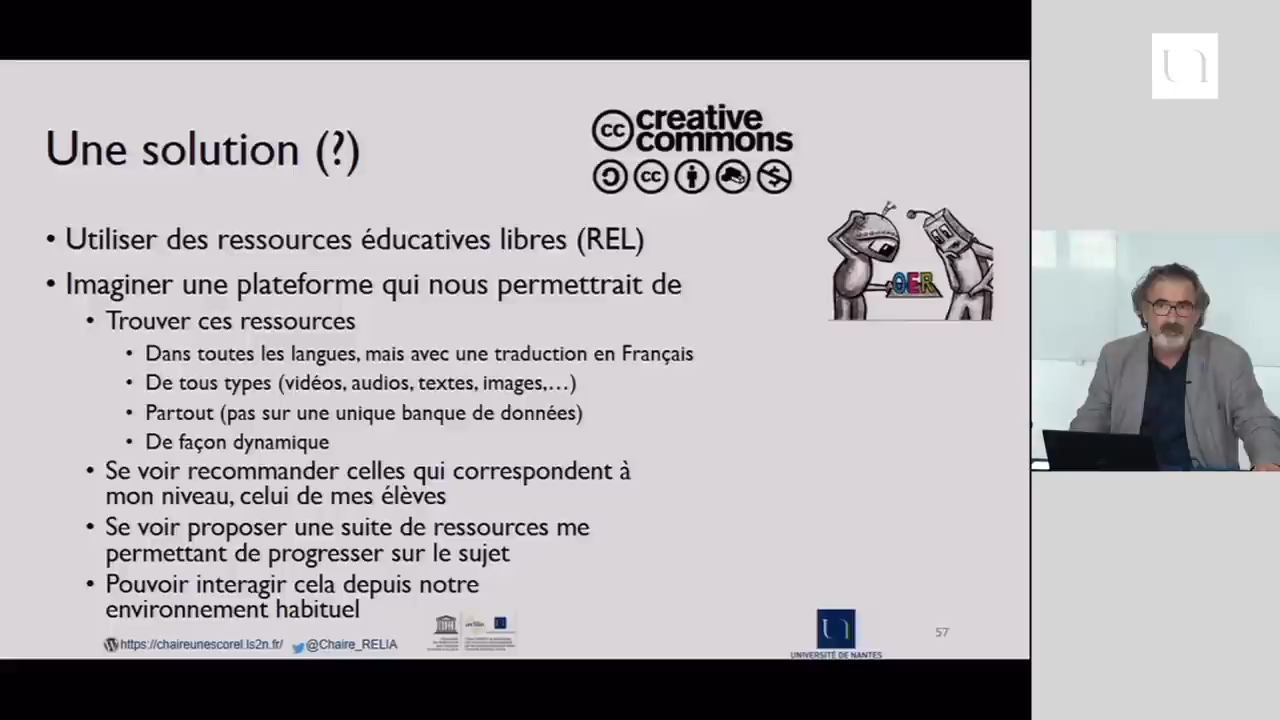 Une solution (?)
creative
commons
cc
cc
• Utiliser des ressources éducatives libres (REL)
• Imaginer une plateforme qui nous permettrait de
OER
• Trouver ces ressources
• Dans toutes les langues, mais avec une traduction en Français
• De tous types (vidéos, audios, textes, images,…)
• Partout (pas sur une unique banque de données)
• De façon dynamique
• Se voir recommander celles qui correspondent à
mon niveau, celui de mes élèves
• Se voir proposer une suite de ressources me
permettant de progresser sur le sujet
• Pouvoir interagir cela depuis notre
environnement habituel
https://chaireunescorel.ls2n.fr/ @Chaire_RELIA
UNIVERSITÉ DE NANTES
57